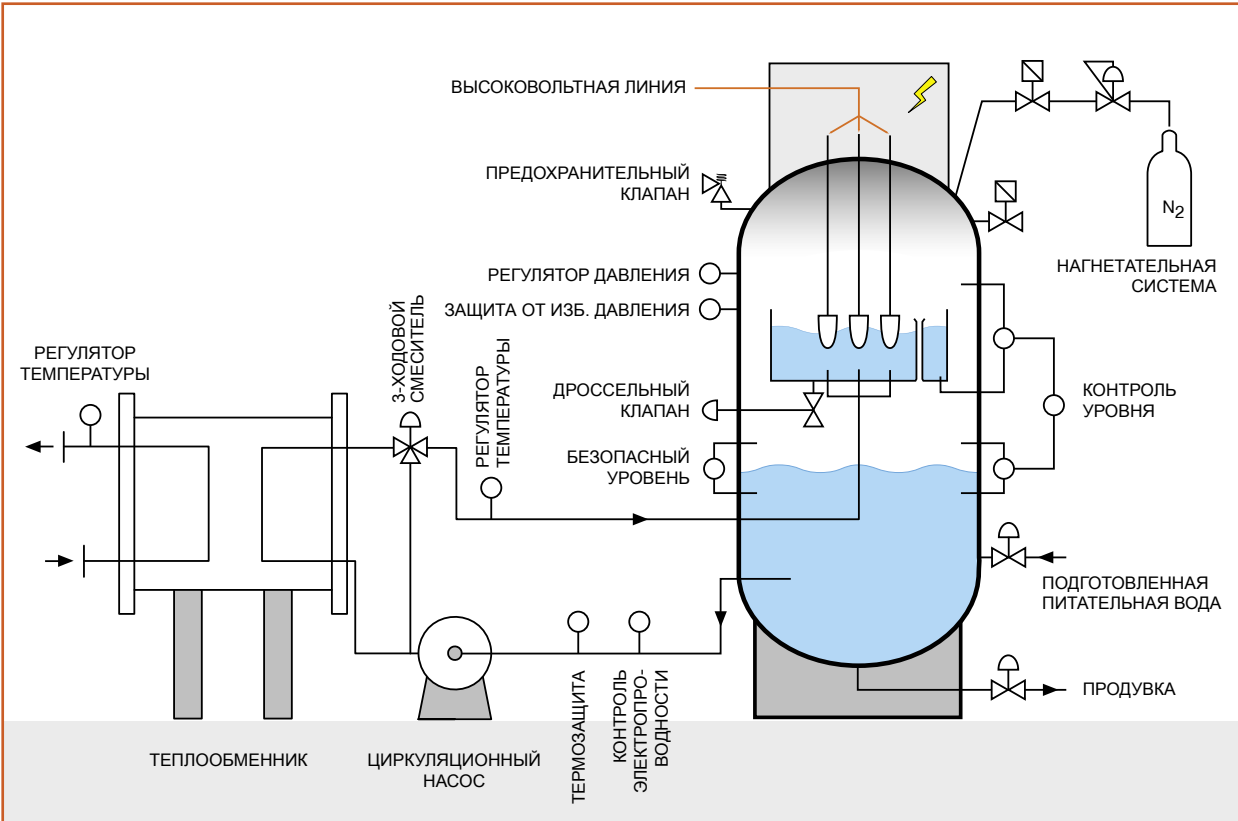 ВЫСОКОВОЛЬТНАЯ ЛИНИЯ
ПРЕДОХРАНИТЕЛЬНЫЙ
КЛАПАН
N2
НАГНЕТАТЕЛЬНАЯ
СИСТЕМА
РЕГУЛЯТОР ДАВЛЕНИЯ
ЗАЩИТА ОТ ИЗБ. ДАВЛЕНИЯ
РЕГУЛЯТОР
ТЕМПЕРАТУРЫ
3-ХОДОВОЙ
СМЕСИТЕЛЬ
РЕГУЛЯТОР
ТЕМПЕРАТУРЫ
ДРОССЕЛЬНЫЙ
КЛАПАН
КОНТРОЛЬ
УРОВНЯ
БЕЗОПАСНЫЙ
УРОВЕНЬ
ПОДГОТОВЛЕННАЯ
ПИТАТЕЛЬНАЯ ВОДА
ПРОДУВКА
ТЕПЛООБМЕННИК
ЦИРКУЛЯЦИОННЫЙ
НАСОС
ТЕРМОЗАЩИТА
КОНТРОЛЬ
ЭЛЕКТРОПРО-
ВОДНОСТИ